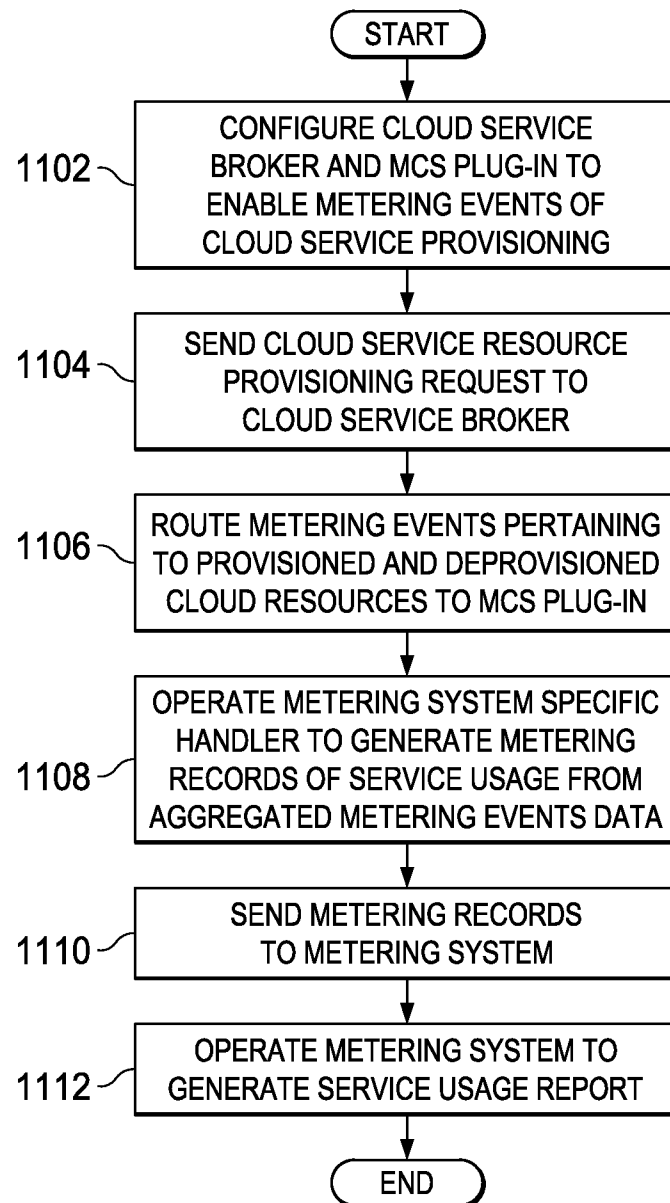 START
1102
CONFIGURE CLOUD SERVICE
BROKER AND MCS PLUG-IN TO
ENABLE METERING EVENTS OF
CLOUD SERVICE PROVISIONING
1104
SEND CLOUD SERVICE RESOURCE
PROVISIONING REQUEST TO
CLOUD SERVICE BROKER
1106
ROUTE METERING EVENTS PERTAINING
TO PROVISIONED AND DEPROVISIONED
CLOUD RESOURCES TO MCS PLUG-IN
1108
OPERATE METERING SYSTEM SPECIFIC
HANDLER TO GENERATE METERING
RECORDS OF SERVICE USAGE FROM
AGGREGATED METERING EVENTS DATA
1110
SEND METERING RECORDS
TO METERING SYSTEM
1112
OPERATE METERING SYSTEM TO
GENERATE SERVICE USAGE REPORT
END